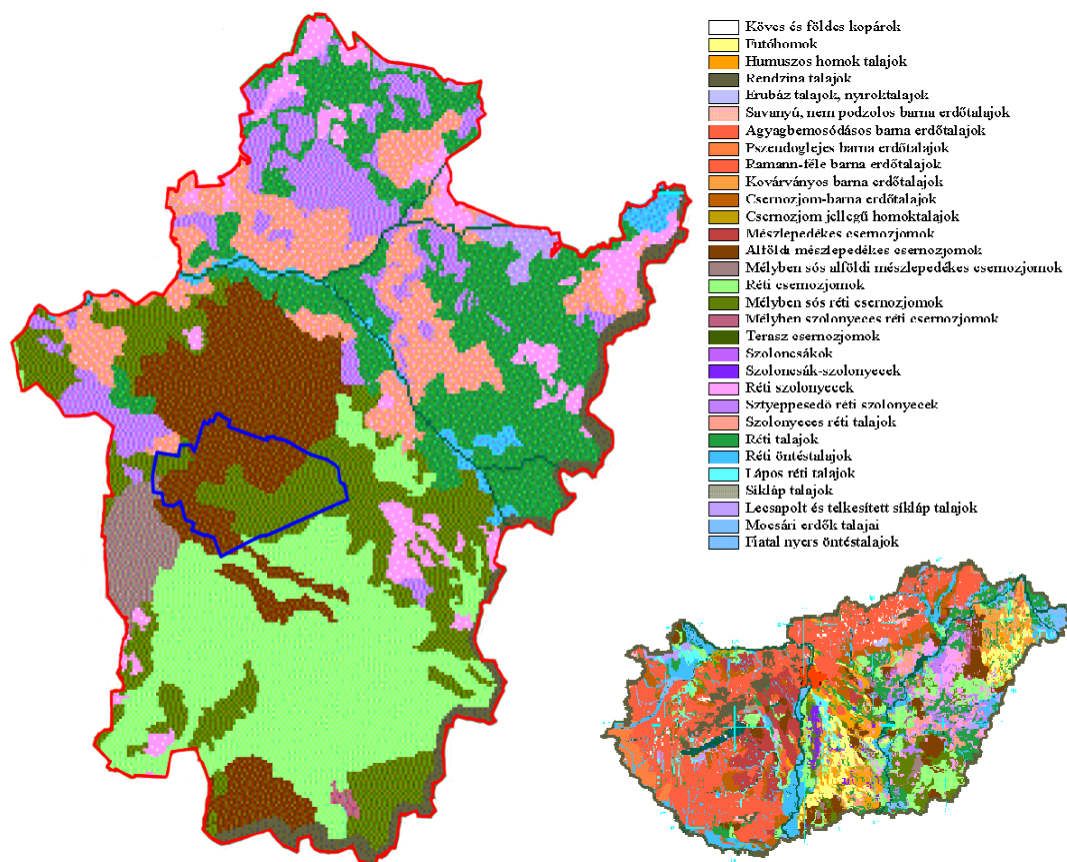 Köves és földes kopárok
Futóhomok
Humuszos homok talajok
Rendzina talajok
Erubáz talajok, nyiroktalajok
Savanyú, nem podzolos barna erdőtalajok
Agyagbemosódásos barna erdőtalajok
Pszendoglejes barna erdőtalajok
Ramann-féle barna erdőtalajok
Kovárványos barna erdőtalajok
Csernozjom-barna erdőtalajok
Csernozjom jellegű homoktalajok
Mészlepedékes csernozjomok
Alföldi mészlepedékes csernozjomok
Mélyben sós alföldi mészlepedékes csernozjomok
Réti csernozjomok
Mélyben sós réti csernozjomok
Mélyben szolonyeces réti csernozjomok
Terasz csernozjomok
Szoloncsákok
Szoloncsák-szolonyecek
Réti szolonyecek
Sztyeppesedő réti szolonyecek
Szolonyeces réti talajok
Réti talajok
Réti öntéstalajok
Lápos réti talajok
Síkláp talajok
Lecsapolt és telkesített síkláp talajok
Mocsári erdők talajai
Fiatal nyers öntéstalajok